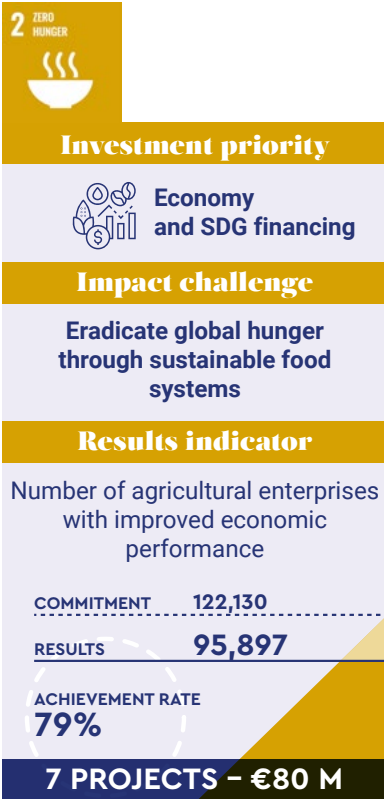 2 ZERO
HUNGER
Investment priority
Economy
and SDG financing
Impact challenge
Eradicate global hunger
through sustainable food
systems
Results indicator
Number of agricultural enterprises
with improved economic
performance
COMMITMENT 122,130
RESULTS 95,897
ACHIEVEMENT RATE
79%
7 PROJECTS – €80 M